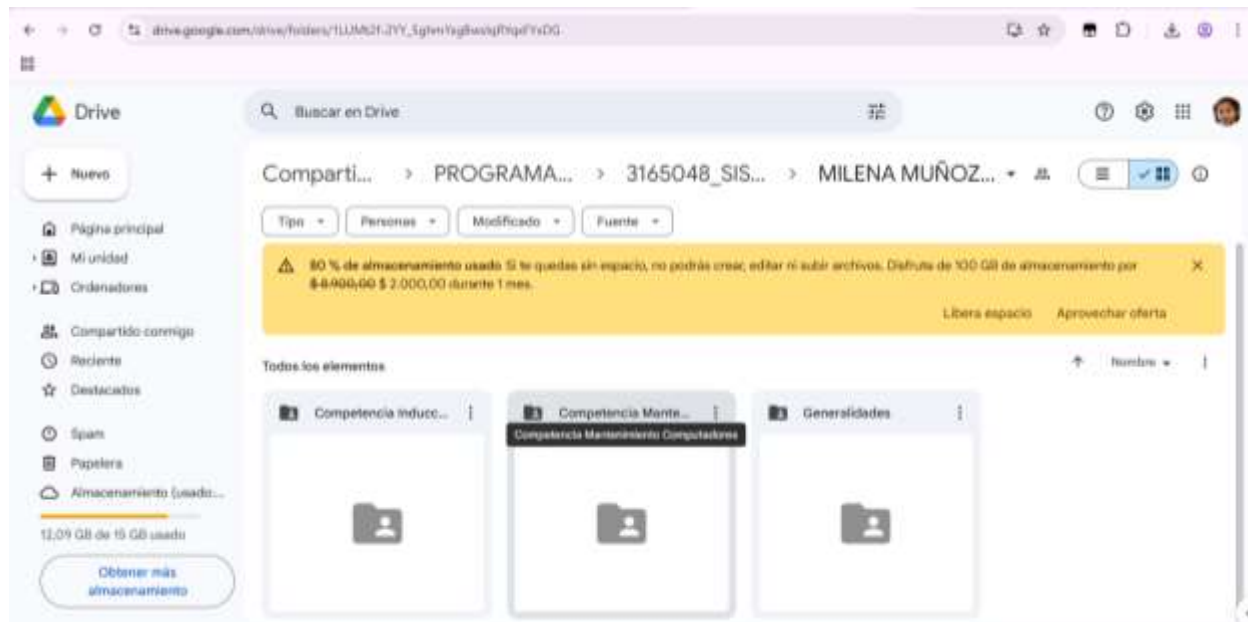 drive.google.com/drive/folders/
Drive
Buscar en Drive
Nuevo
Comparti... > PROGRAMA... > 3165048_SIS... > MILENA MUÑOZ...
Tipo
Personas
Modificado
Fuente
Página principal
Mi unidad
Ordenadores
Compartido conmigo
Reciente
Destacados
Spam
Papelera
Almacenamiento (usado:...
12,09 GB de 15 GB usado
Obtener más
almacenamiento
80 % de almacenamiento usado Si te quedas sin espacio, no podrás crear, editar ni subir archivos. Disfruta de 100 GB de almacenamiento por
$ 8.900,00 $ 2.000,00 durante 1 mes.
Libera espacio Aprovechar oferta
Todos los elementos
Nombre
Competencia Inducc...
Competencia Mante...
Generalidades
Competencia Mantenimiento Computadores